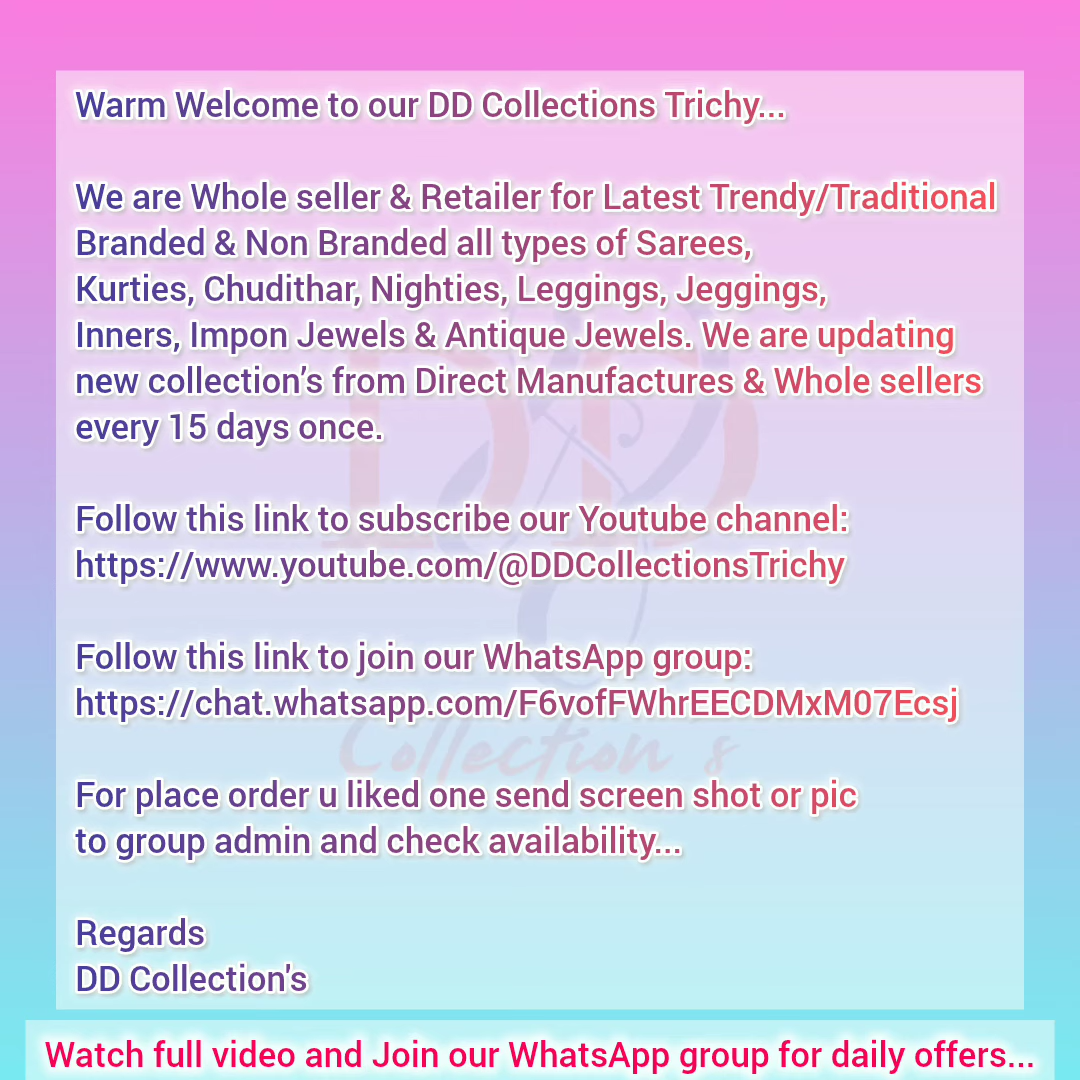 Warm Welcome to our DD Collections Trichy...
We are Whole seller & Retailer for Latest Trendy/Traditional
Branded & Non Branded all types of Sarees,
Kurties, Chudithar, Nighties, Leggings, Jeggings,
Inners, Impon Jewels & Antique Jewels. We are updating
new collection’s from Direct Manufactures & Whole sellers
every 15 days once.
Follow this link to subscribe our Youtube channel:
https://www.youtube.com/@DDCollectionsTrichy
Follow this link to join our WhatsApp group:
https://chat.whatsapp.com/F6vofFWhrEECDMxM07Ecsj
Collection's
For place order u liked one send screen shot or pic
to group admin and check availability...
Regards
DD Collection's
Watch full video and Join our WhatsApp group for daily offers...